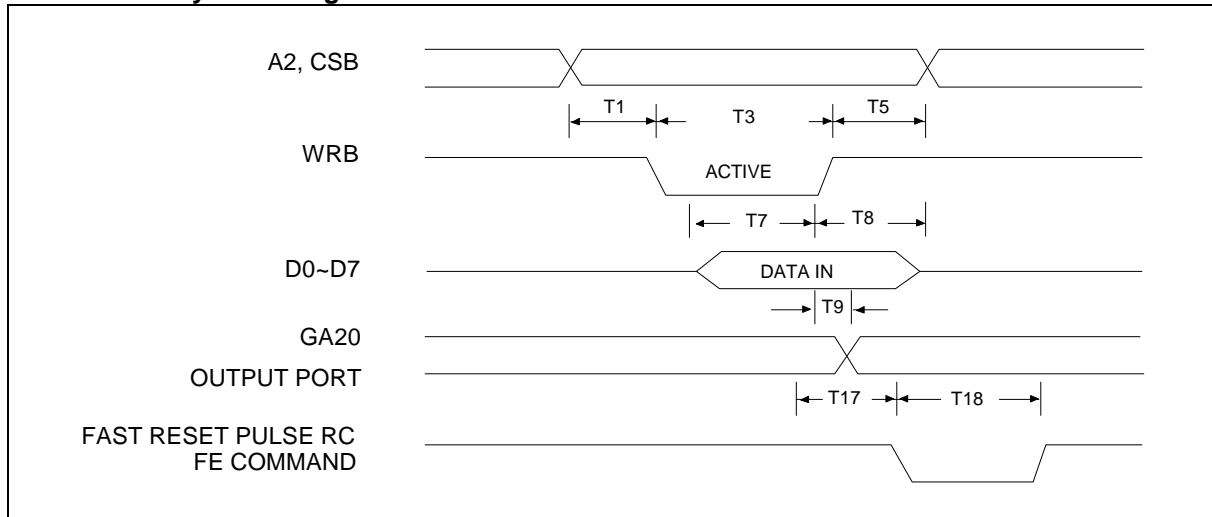 A2, CSB
T1
T3
T5
WRB
ACTIVE
T7
T8
D0~D7
DATA IN
T9
GA20
OUTPUT PORT
T17
T18
FAST RESET PULSE RC
FE COMMAND